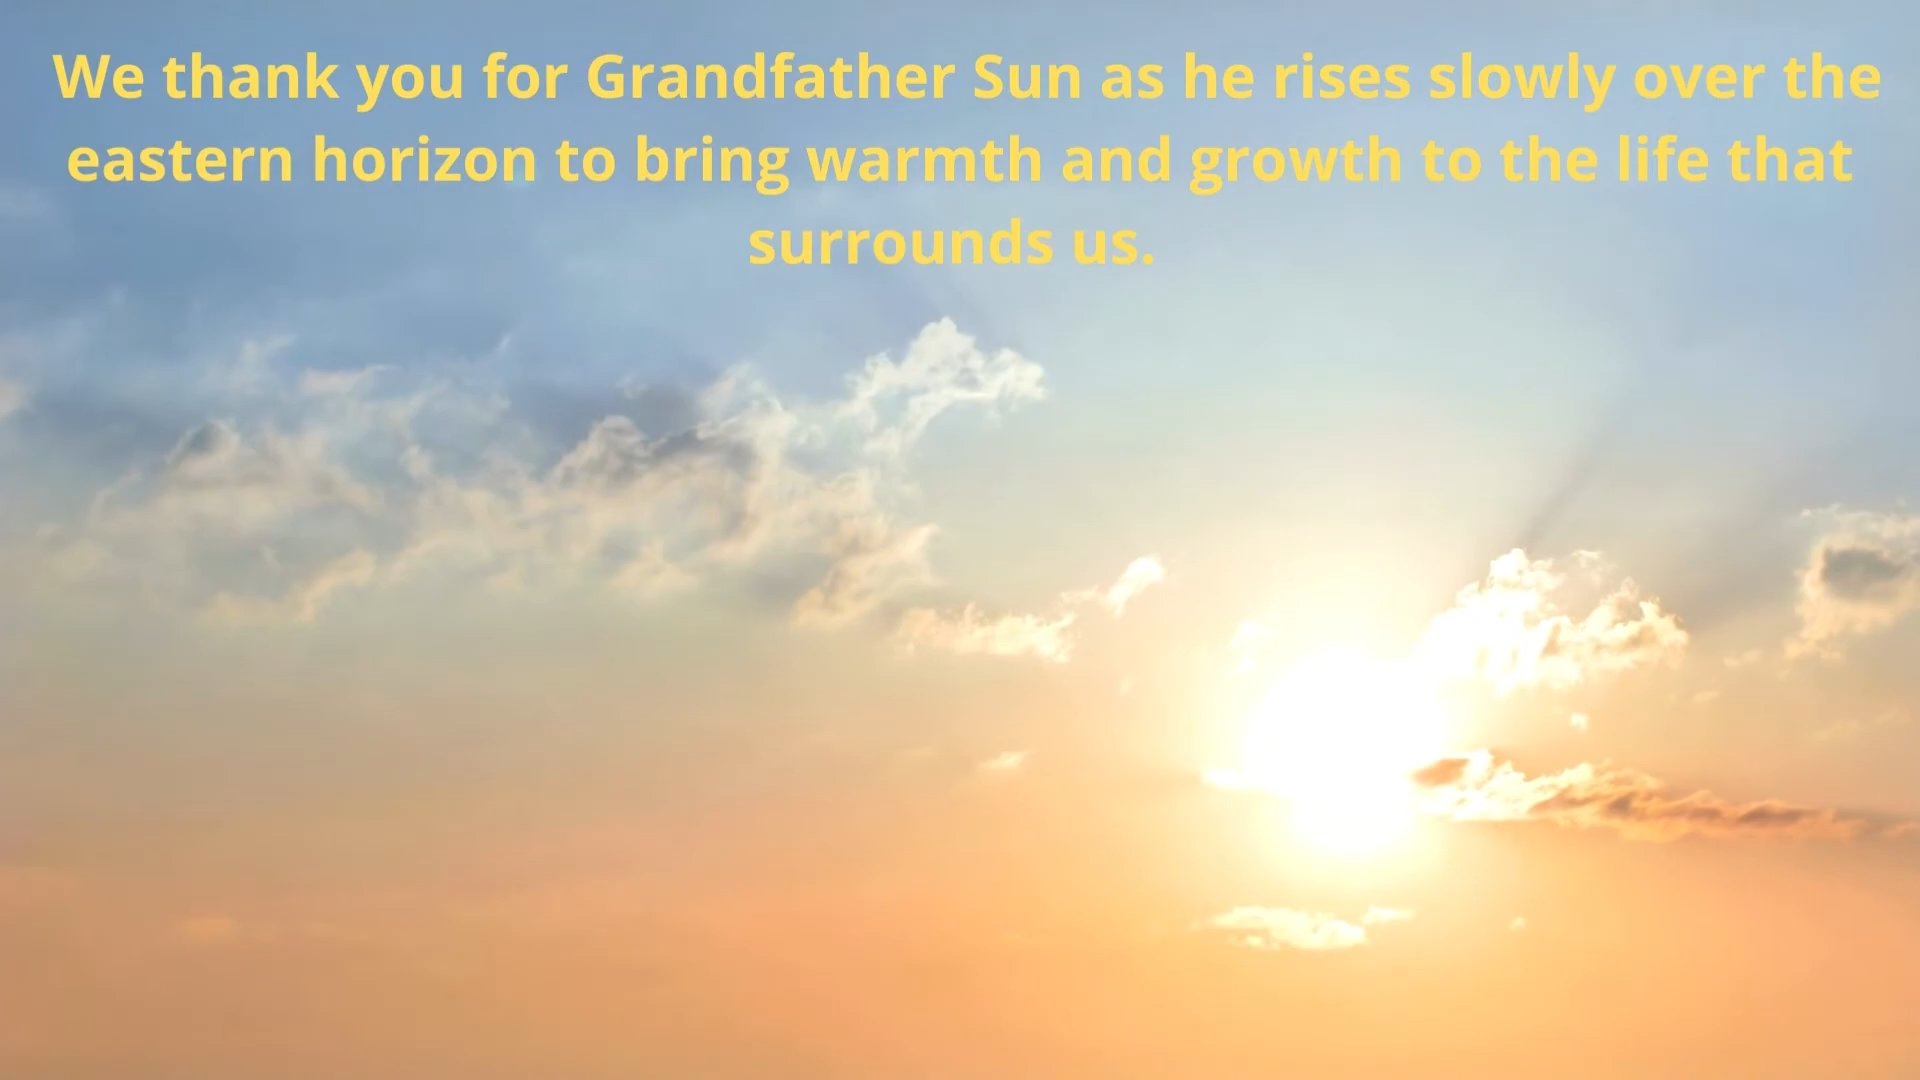 We thank you for Grandfather Sun as he rises slowly over the
eastern horizon to bring warmth and growth to the life that
surrounds us.